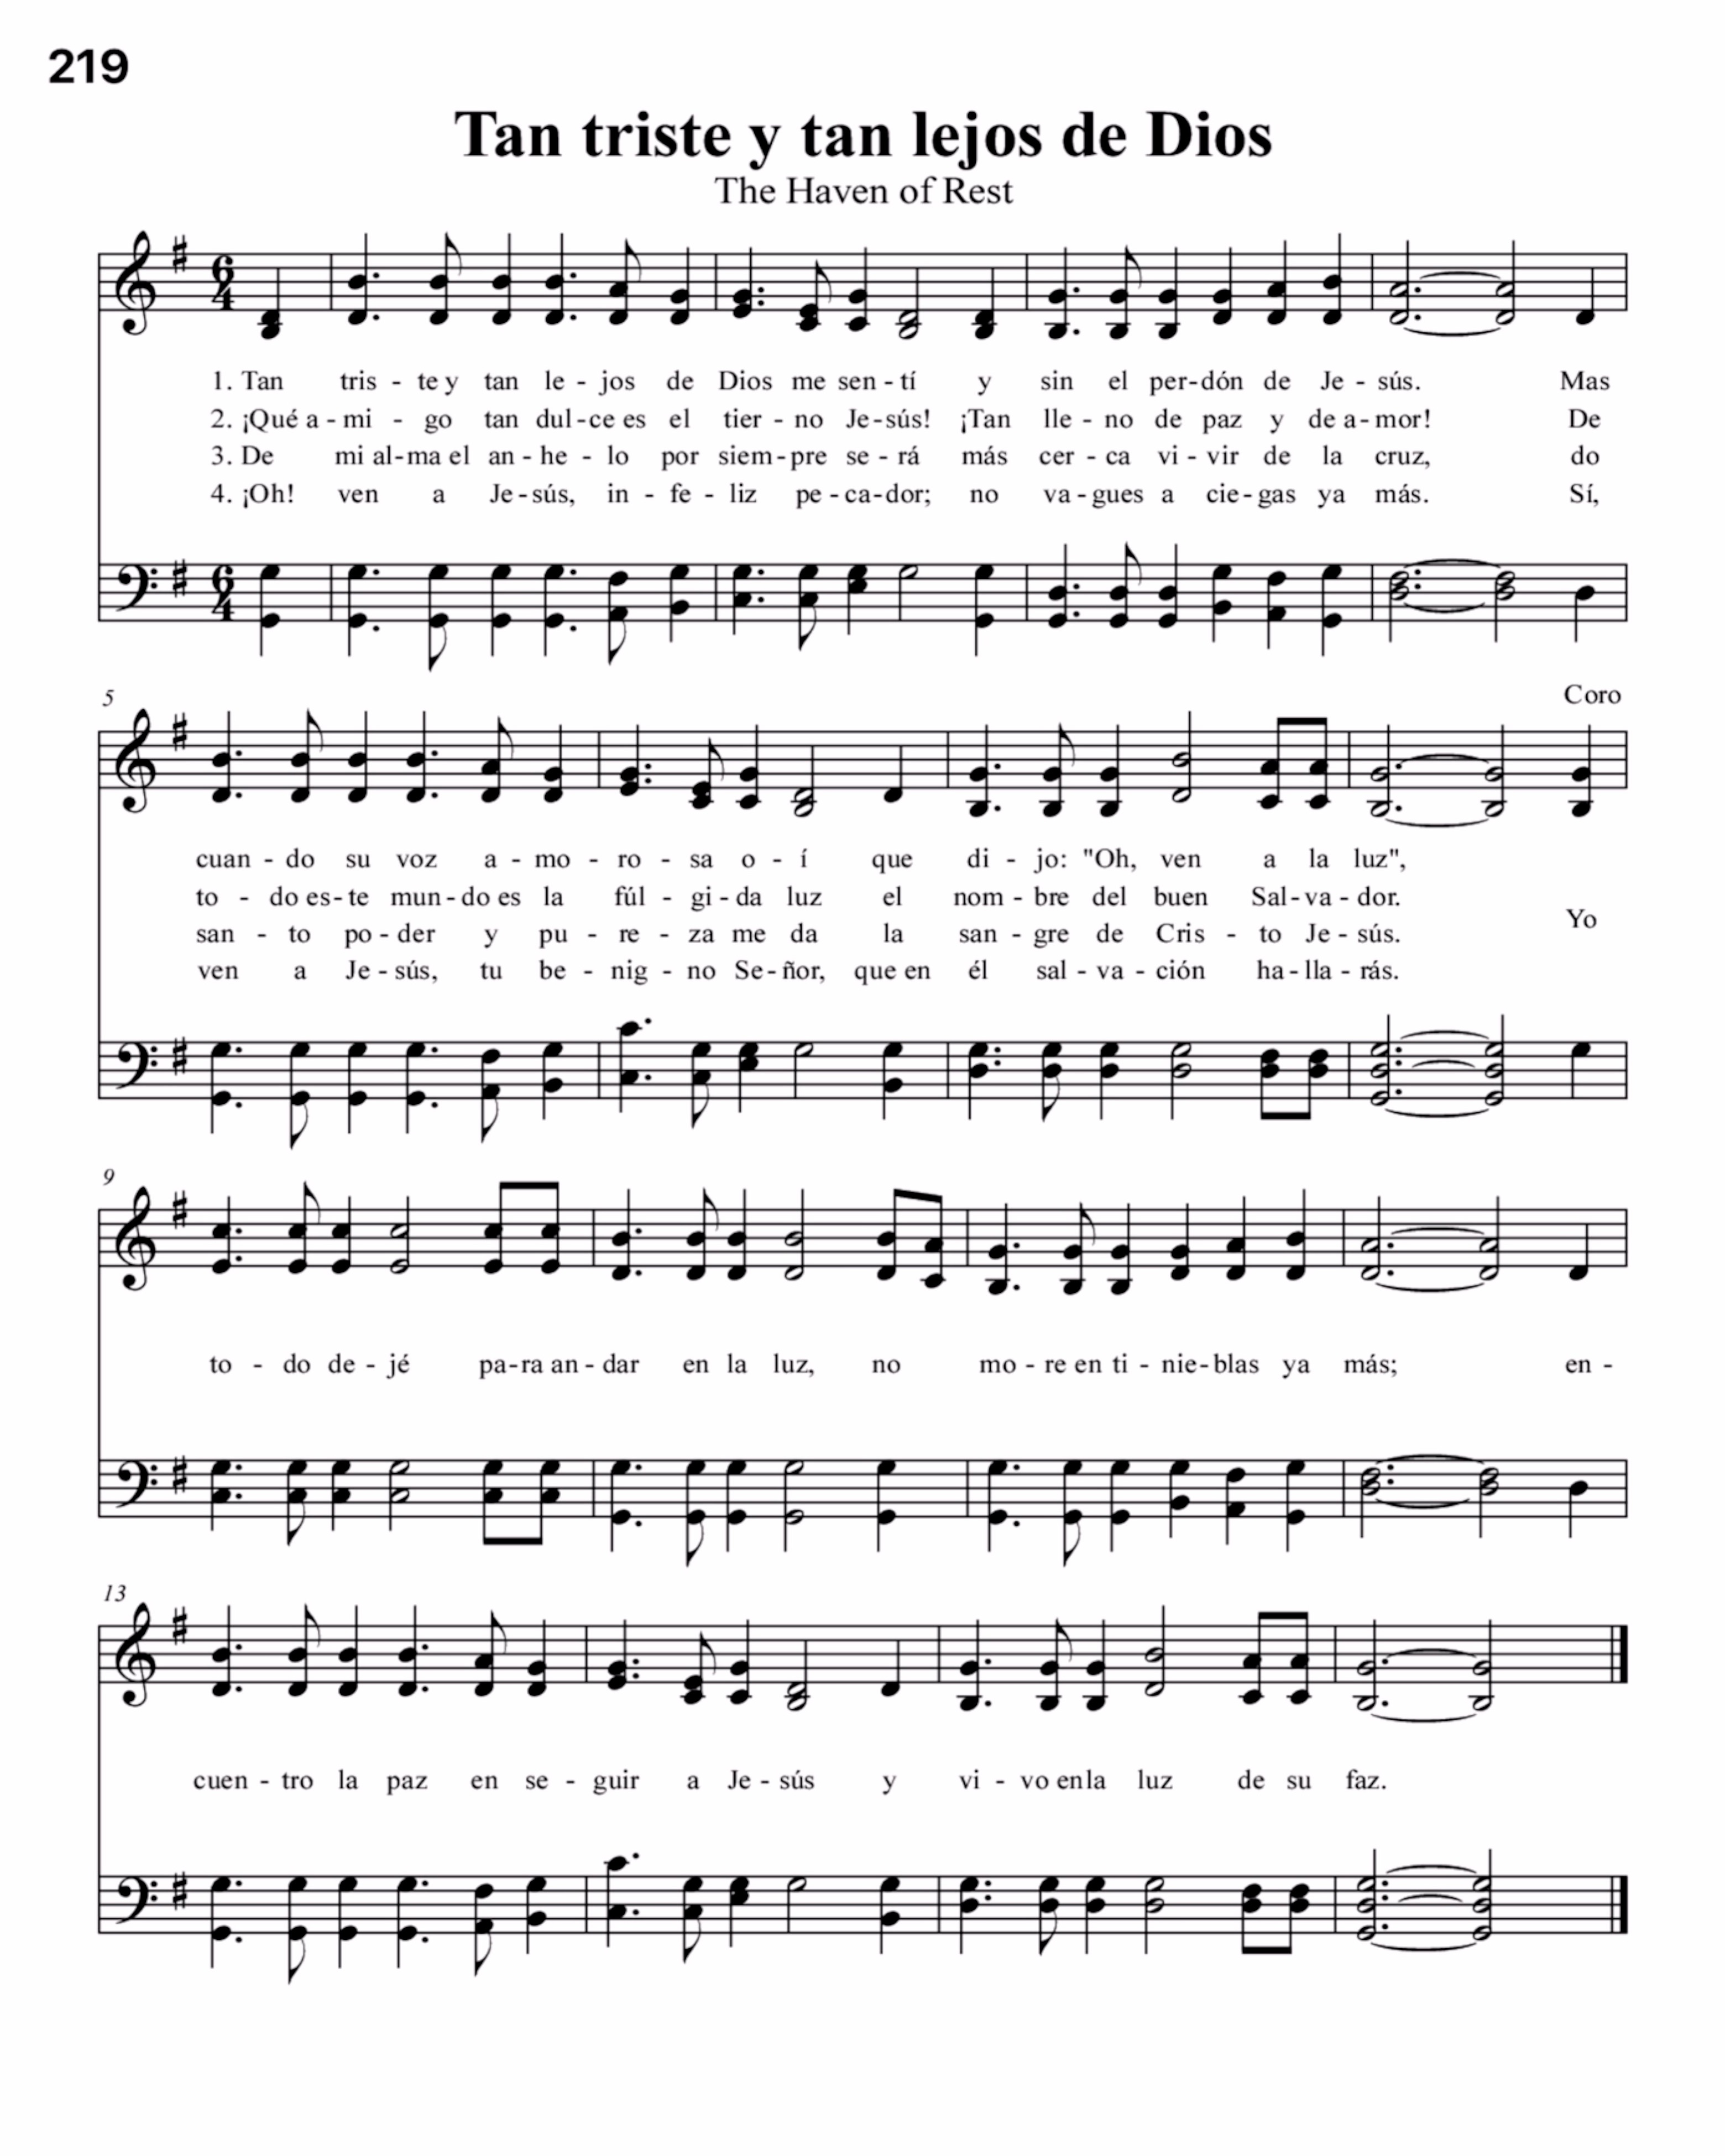 219
Tan triste y tan lejos de Dios
The Haven of Rest
1. Tan tris - te y tan le - jos de Dios me sen - tí y sin el per - dón de Je - sús. Mas
2. ¡Qué a - mi - go tan dul - ce es el tier - no Je - sús! ¡Tan lle - no de paz y de a - mor! De
3. De mi al - ma el an - he - lo por siem - pre se - rá más cer - ca vi - vir de la cruz, do
4. ¡Oh! ven a Je - sús, in - fe - liz pe - ca - dor; no va - gues a cie - gas ya más. Sí,
5
Coro
cuan - do su voz a - mo - ro - sa o - í que di - jo: "Oh, ven a la luz",
to - do es - te mun - do es la fúl - gi - da luz el nom - bre del buen Sal - va - dor.
Yo
san - to po - der y pu - re - za me da la san - gre de Cris - to Je - sús.
ven a Je - sús, tu be - nig - no Se - ñor, que en él sal - va - ción ha - lla - rás.
9
to - do de - jé pa - ra an - dar en la luz, no mo - re en ti - nie - blas ya más; en -
13
cuen - tro la paz en se - guir a Je - sús y vi - vo enla luz de su faz.